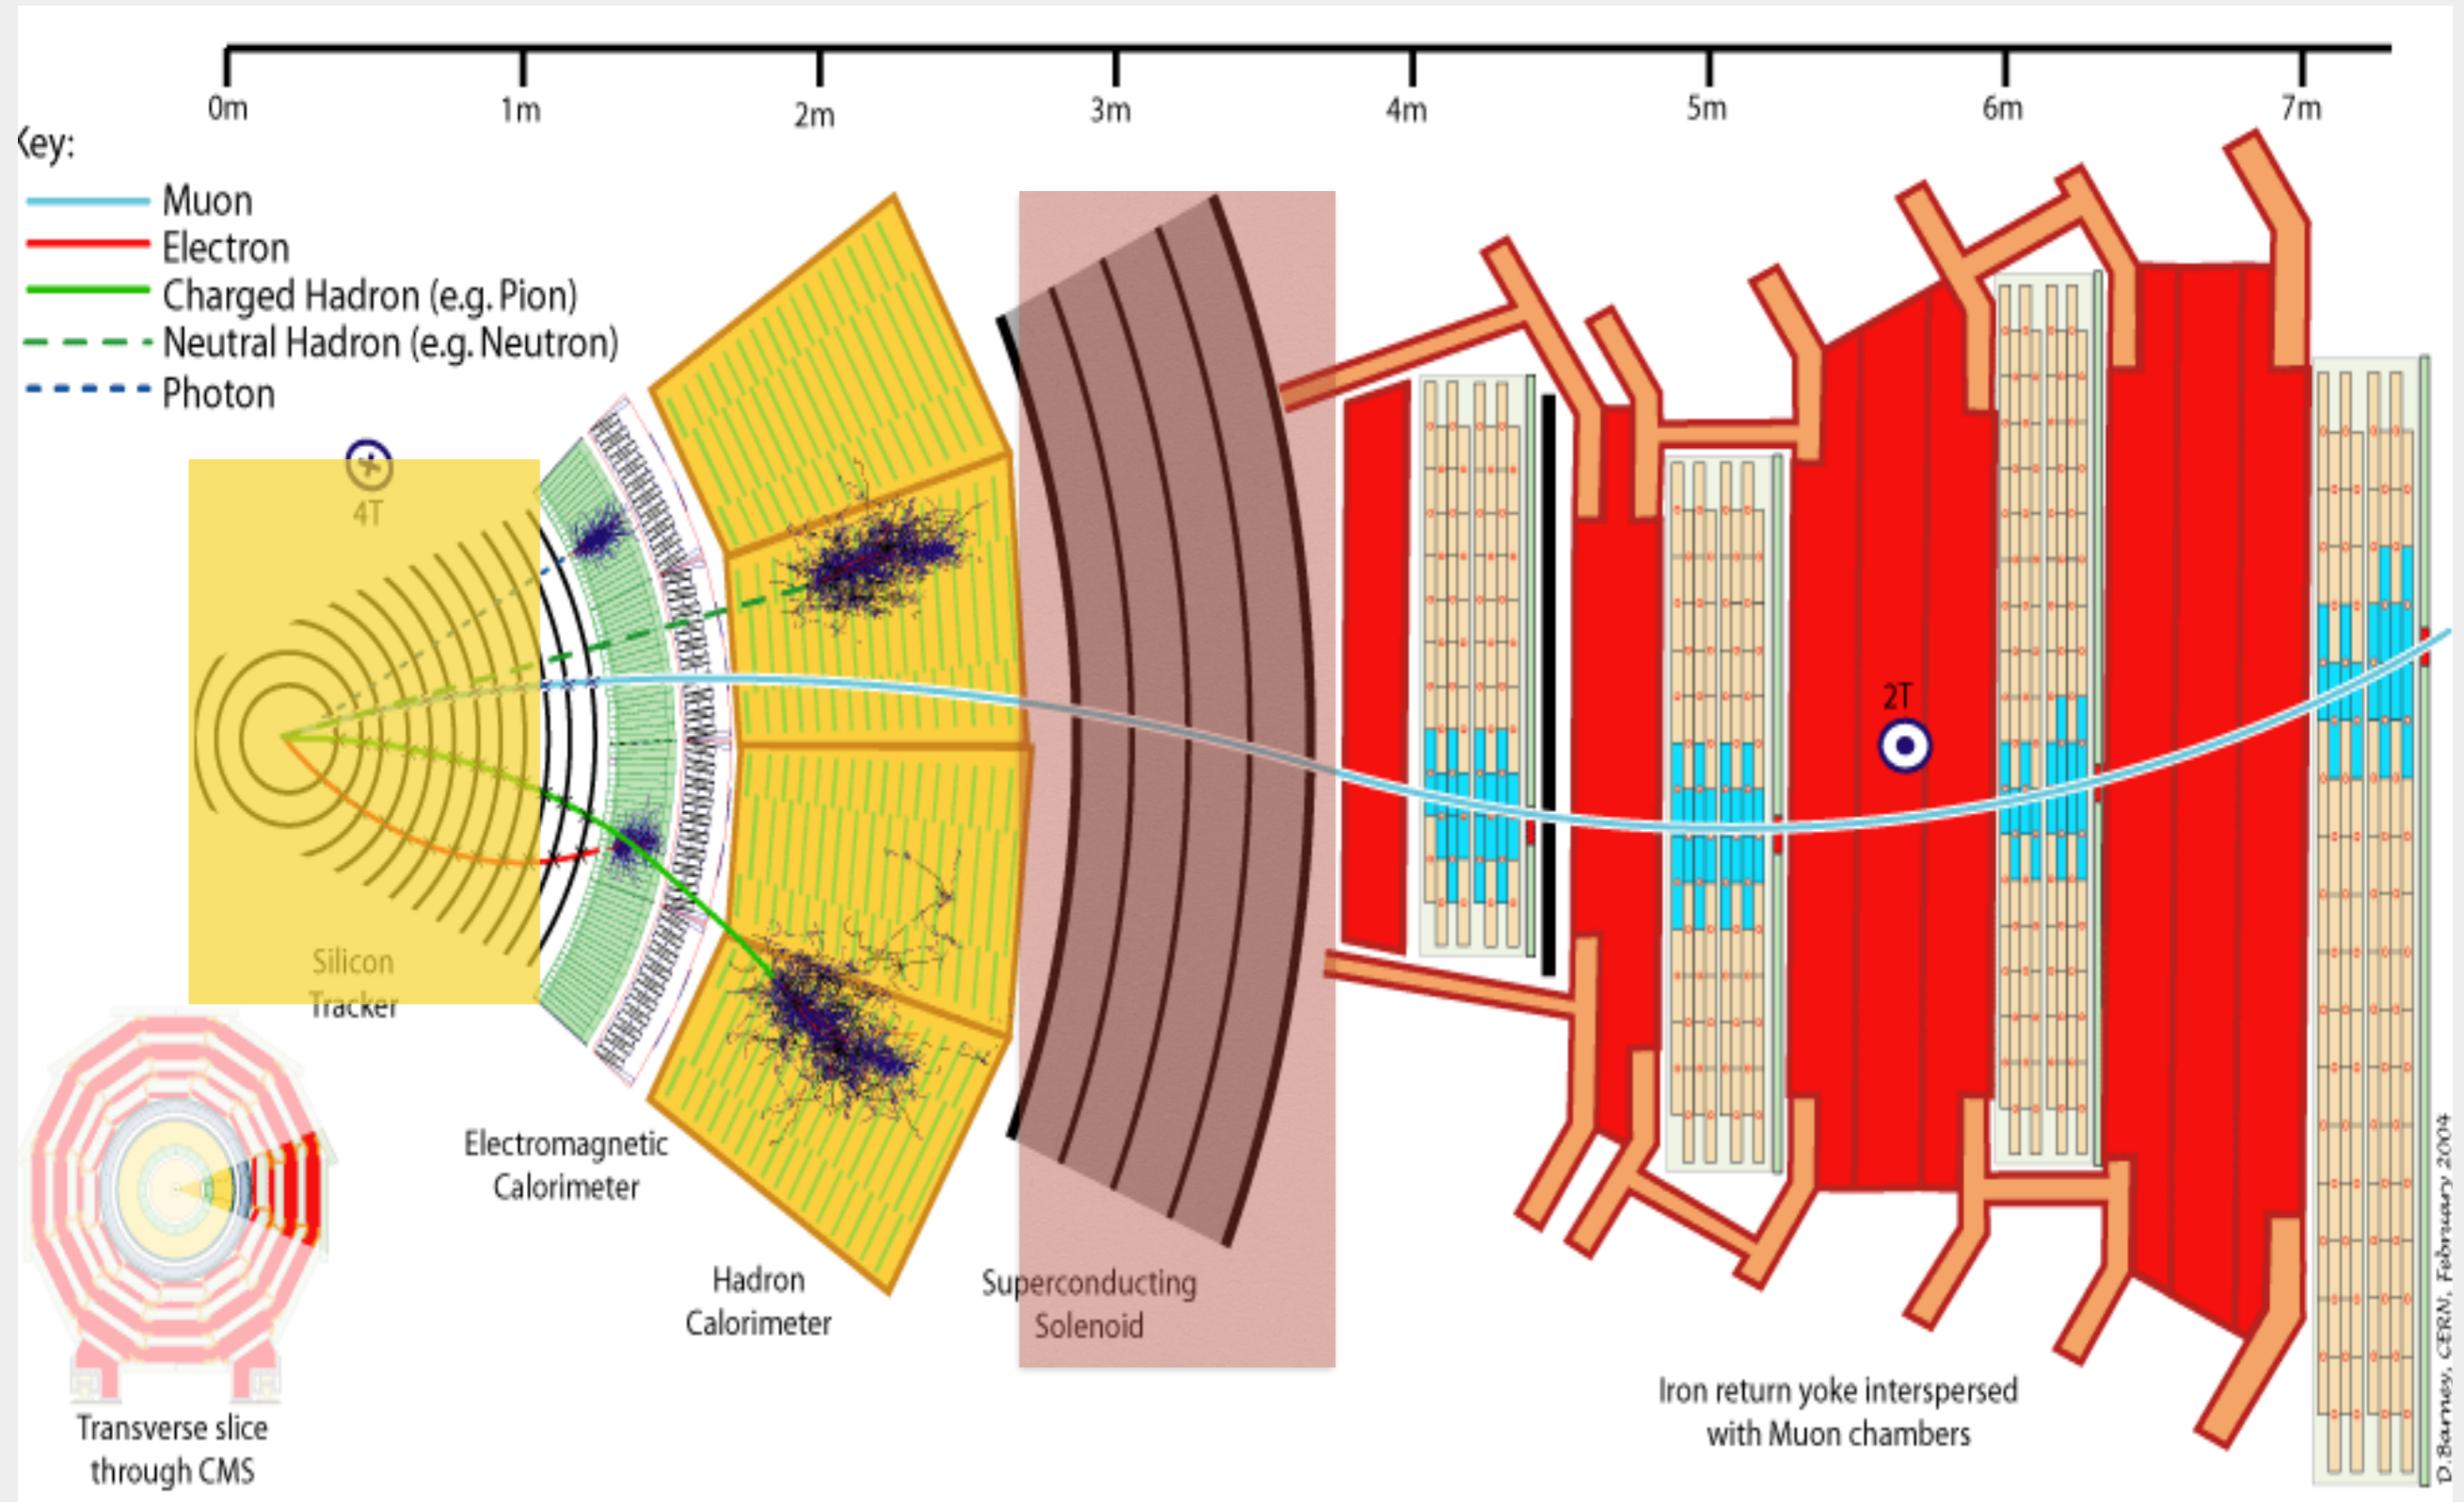 0m 1m 2m 3m 4m 5m 6m 7m
Key:
Muon
Electron
Charged Hadron (e.g. Pion)
Neutral Hadron (e.g. Neutron)
Photon
4T
2T
Silicon
Tracker
Electromagnetic
Calorimeter
Hadron
Calorimeter
Superconducting
Solenoid
Iron return yoke interspersed
with Muon chambers
Transverse slice
through CMS
D.Barney, CERN, February 2004